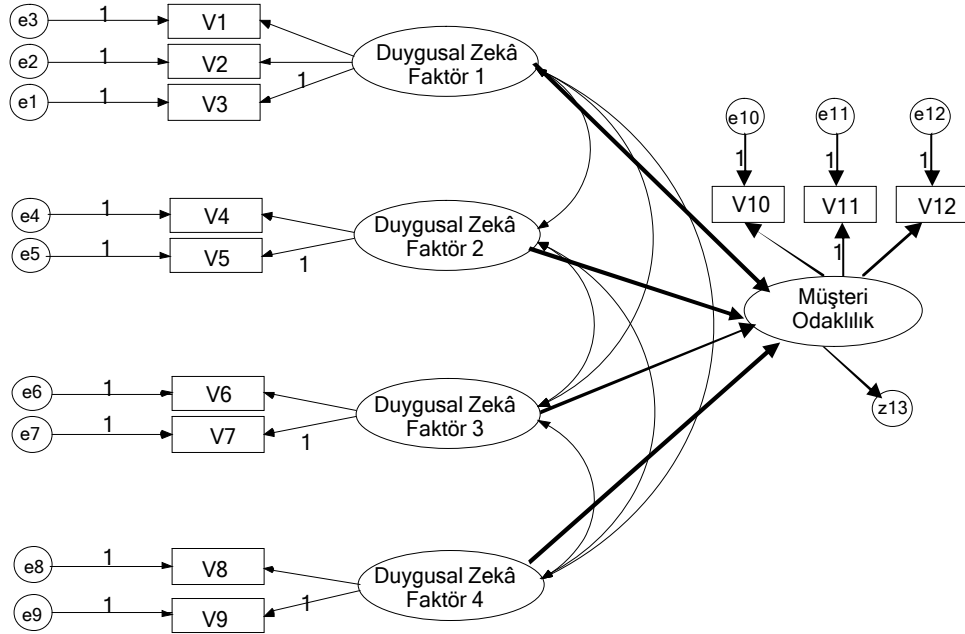 e3
1
V1
e2
1
V2
e1
1
V3
1
Duygusal Zekâ
Faktör 1
e4
1
V4
e5
1
V5
1
Duygusal Zekâ
Faktör 2
e6
1
V6
e7
1
V7
1
Duygusal Zekâ
Faktör 3
e8
1
V8
e9
1
V9
1
Duygusal Zekâ
Faktör 4
e10
e11
e12
1
1
1
V10
V11
V12
1
Müşteri
Odaklılık
z13